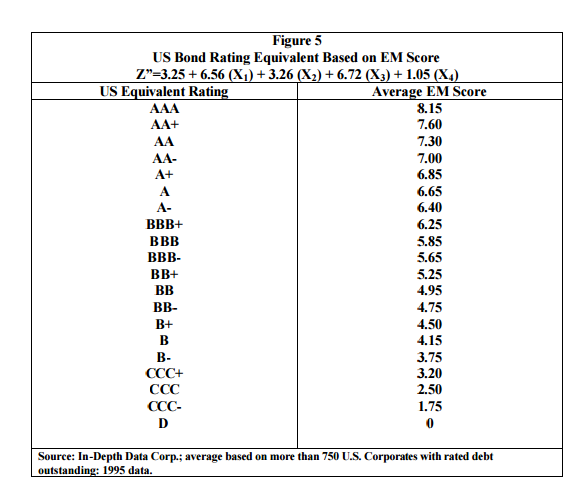 Figure 5
US Bond Rating Equivalent Based on EM Score
Z”=3.25 + 6.56 (X₁) + 3.26 (X₂) + 6.72 (X₃) + 1.05 (X₄)
US Equivalent Rating Average EM Score
AAA 8.15
AA+ 7.60
AA 7.30
AA- 7.00
A+ 6.85
A 6.65
A- 6.40
BBB+ 6.25
BBB 5.85
BBB- 5.65
BB+ 5.25
BB 4.95
BB- 4.75
B+ 4.50
B 4.15
B- 3.75
CCC+ 3.20
CCC 2.50
CCC- 1.75
D 0
Source: In-Depth Data Corp.; average based on more than 750 U.S. Corporates with rated debt
outstanding: 1995 data.